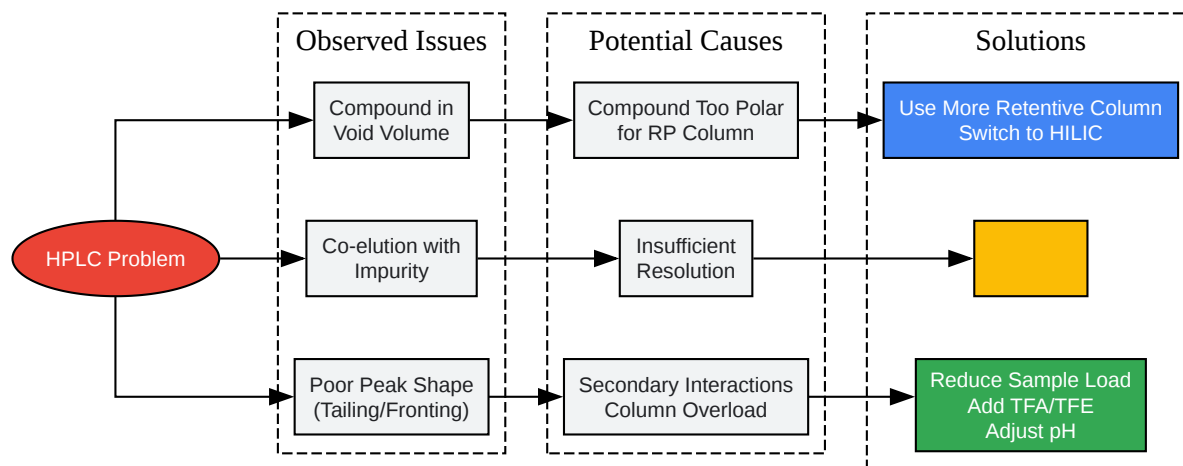 Observed Issues
Potential Causes
Solutions
Compound in
Void Volume
Compound Too Polar
for RP Column
Use More Retentive Column
Switch to HILIC
HPLC Problem
Co-elution with
Impurity
Insufficient
Resolution
Poor Peak Shape
(Tailing/Fronting)
Secondary Interactions
Column Overload
Reduce Sample Load
Add TFA/TFE
Adjust pH